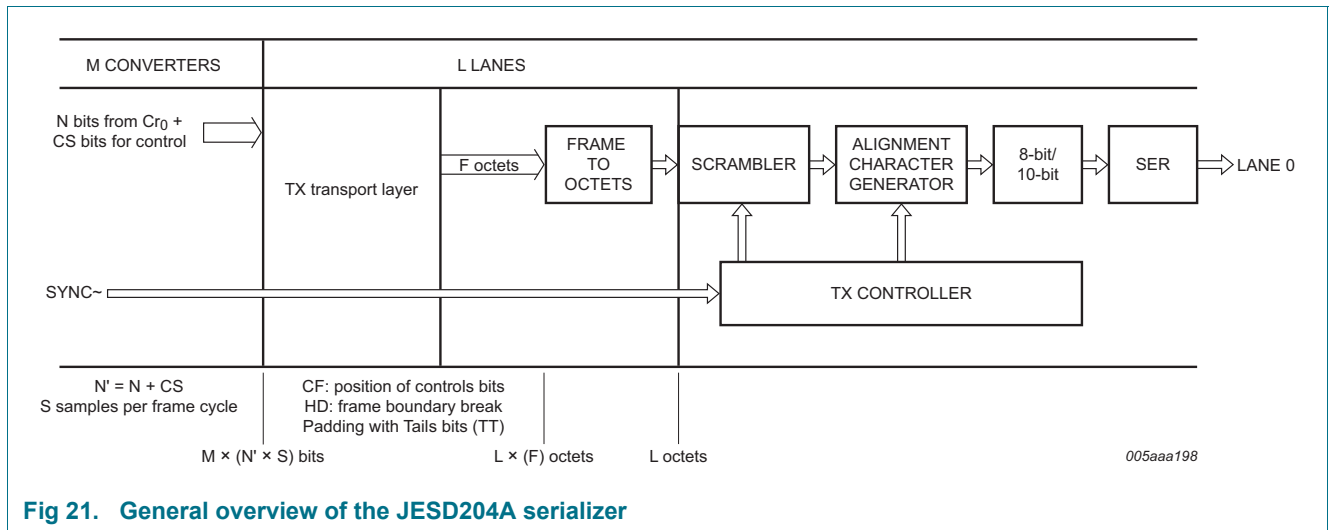 M CONVERTERS
L LANES
N bits from Cr0 +
CS bits for control
TX transport layer
F octets
FRAME
TO
OCTETS
SCRAMBLER
ALIGNMENT
CHARACTER
GENERATOR
8-bit/
10-bit
SER
LANE 0
SYNC~
TX CONTROLLER
N' = N + CS
S samples per frame cycle
CF: position of controls bits
HD: frame boundary break
Padding with Tails bits (TT)
M × (N' × S) bits
L × (F) octets
L octets
005aaa198
Fig 21. General overview of the JESD204A serializer